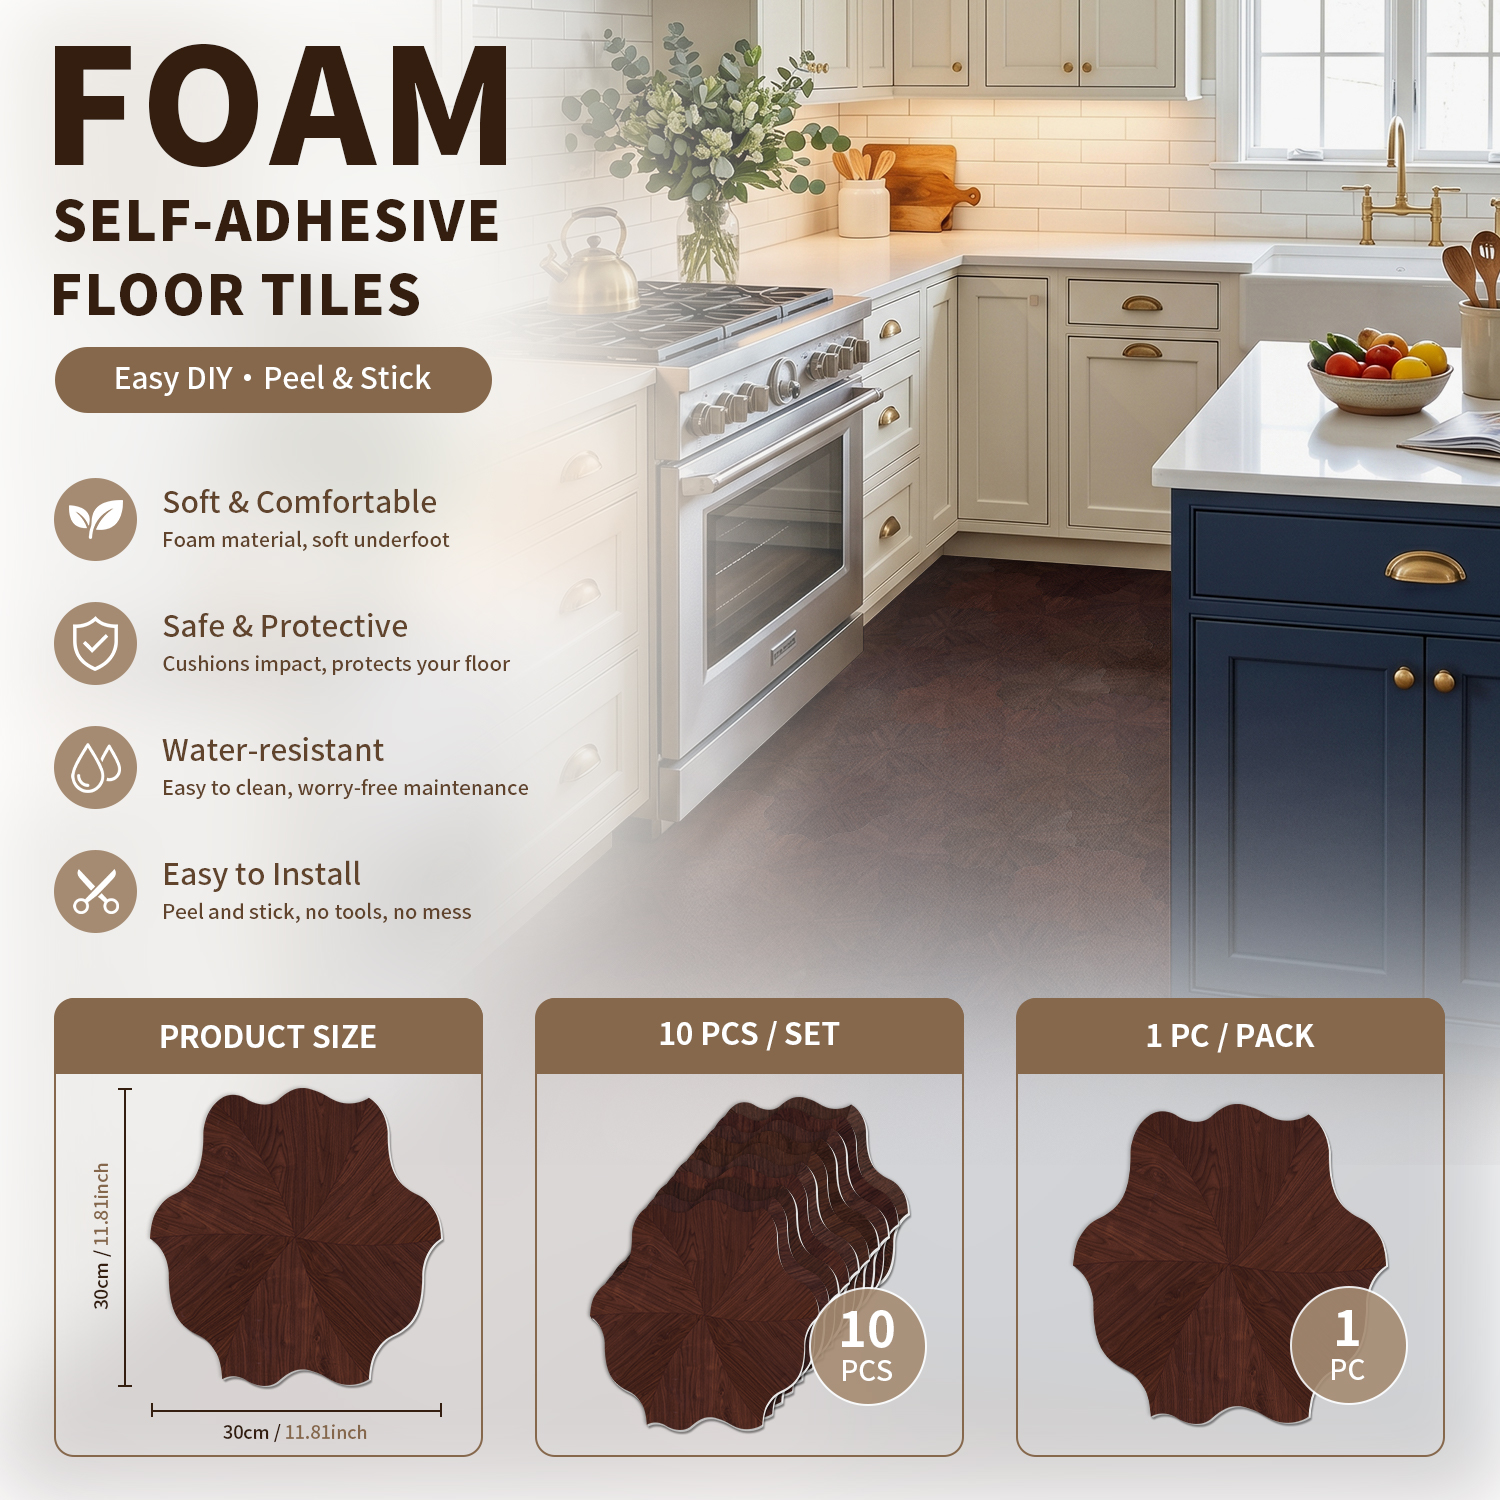 FOAM
SELF-ADHESIVE
FLOOR TILES
Easy DIY • Peel & Stick
Soft & Comfortable
Foam material, soft underfoot
Safe & Protective
Cushions impact, protects your floor
Water-resistant
Easy to clean, worry-free maintenance
Easy to Install
Peel and stick, no tools, no mess
PRODUCT SIZE
30cm / 11.81inch
30cm / 11.81inch
10 PCS / SET
10
PCS
1 PC / PACK
1
PC